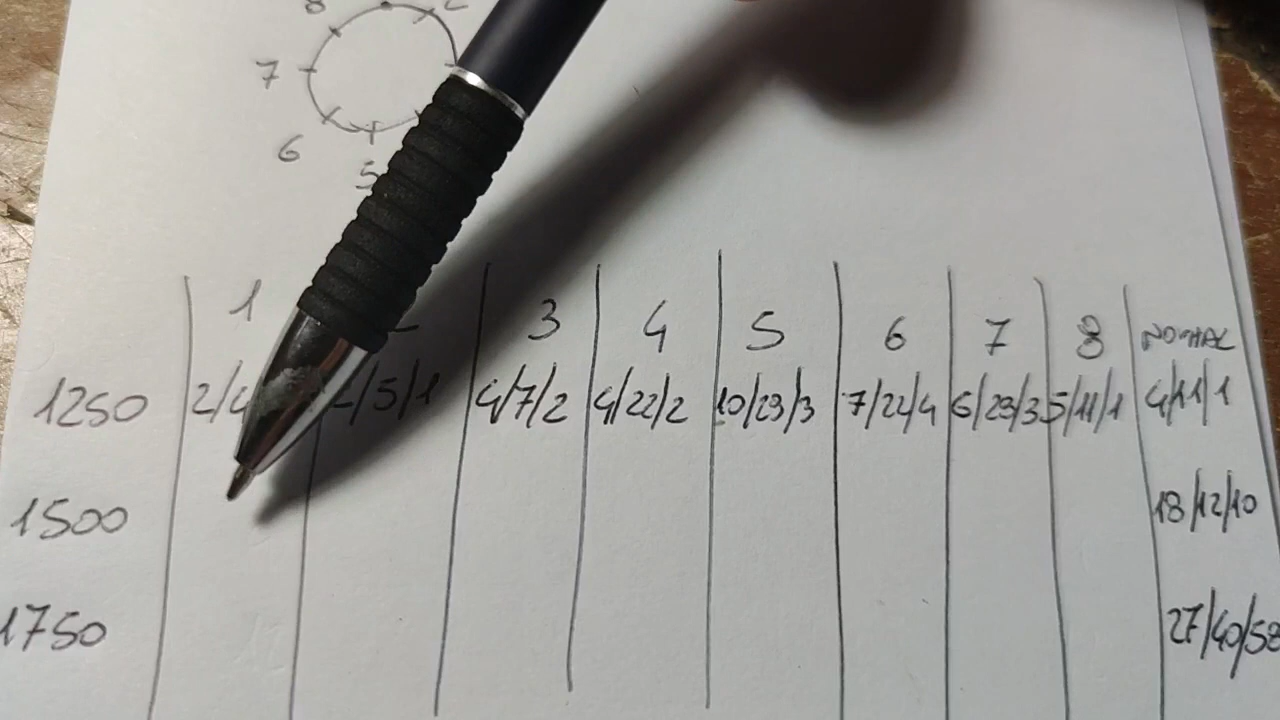 7
6
5
1 3 4 5 6 7 8 NORMAL
1250 4/7/2 4/22/2 10/23/3 7/22/4 6/23/3 5/11/1 4/11/1
1500 18/12/10
1750 27/40/58